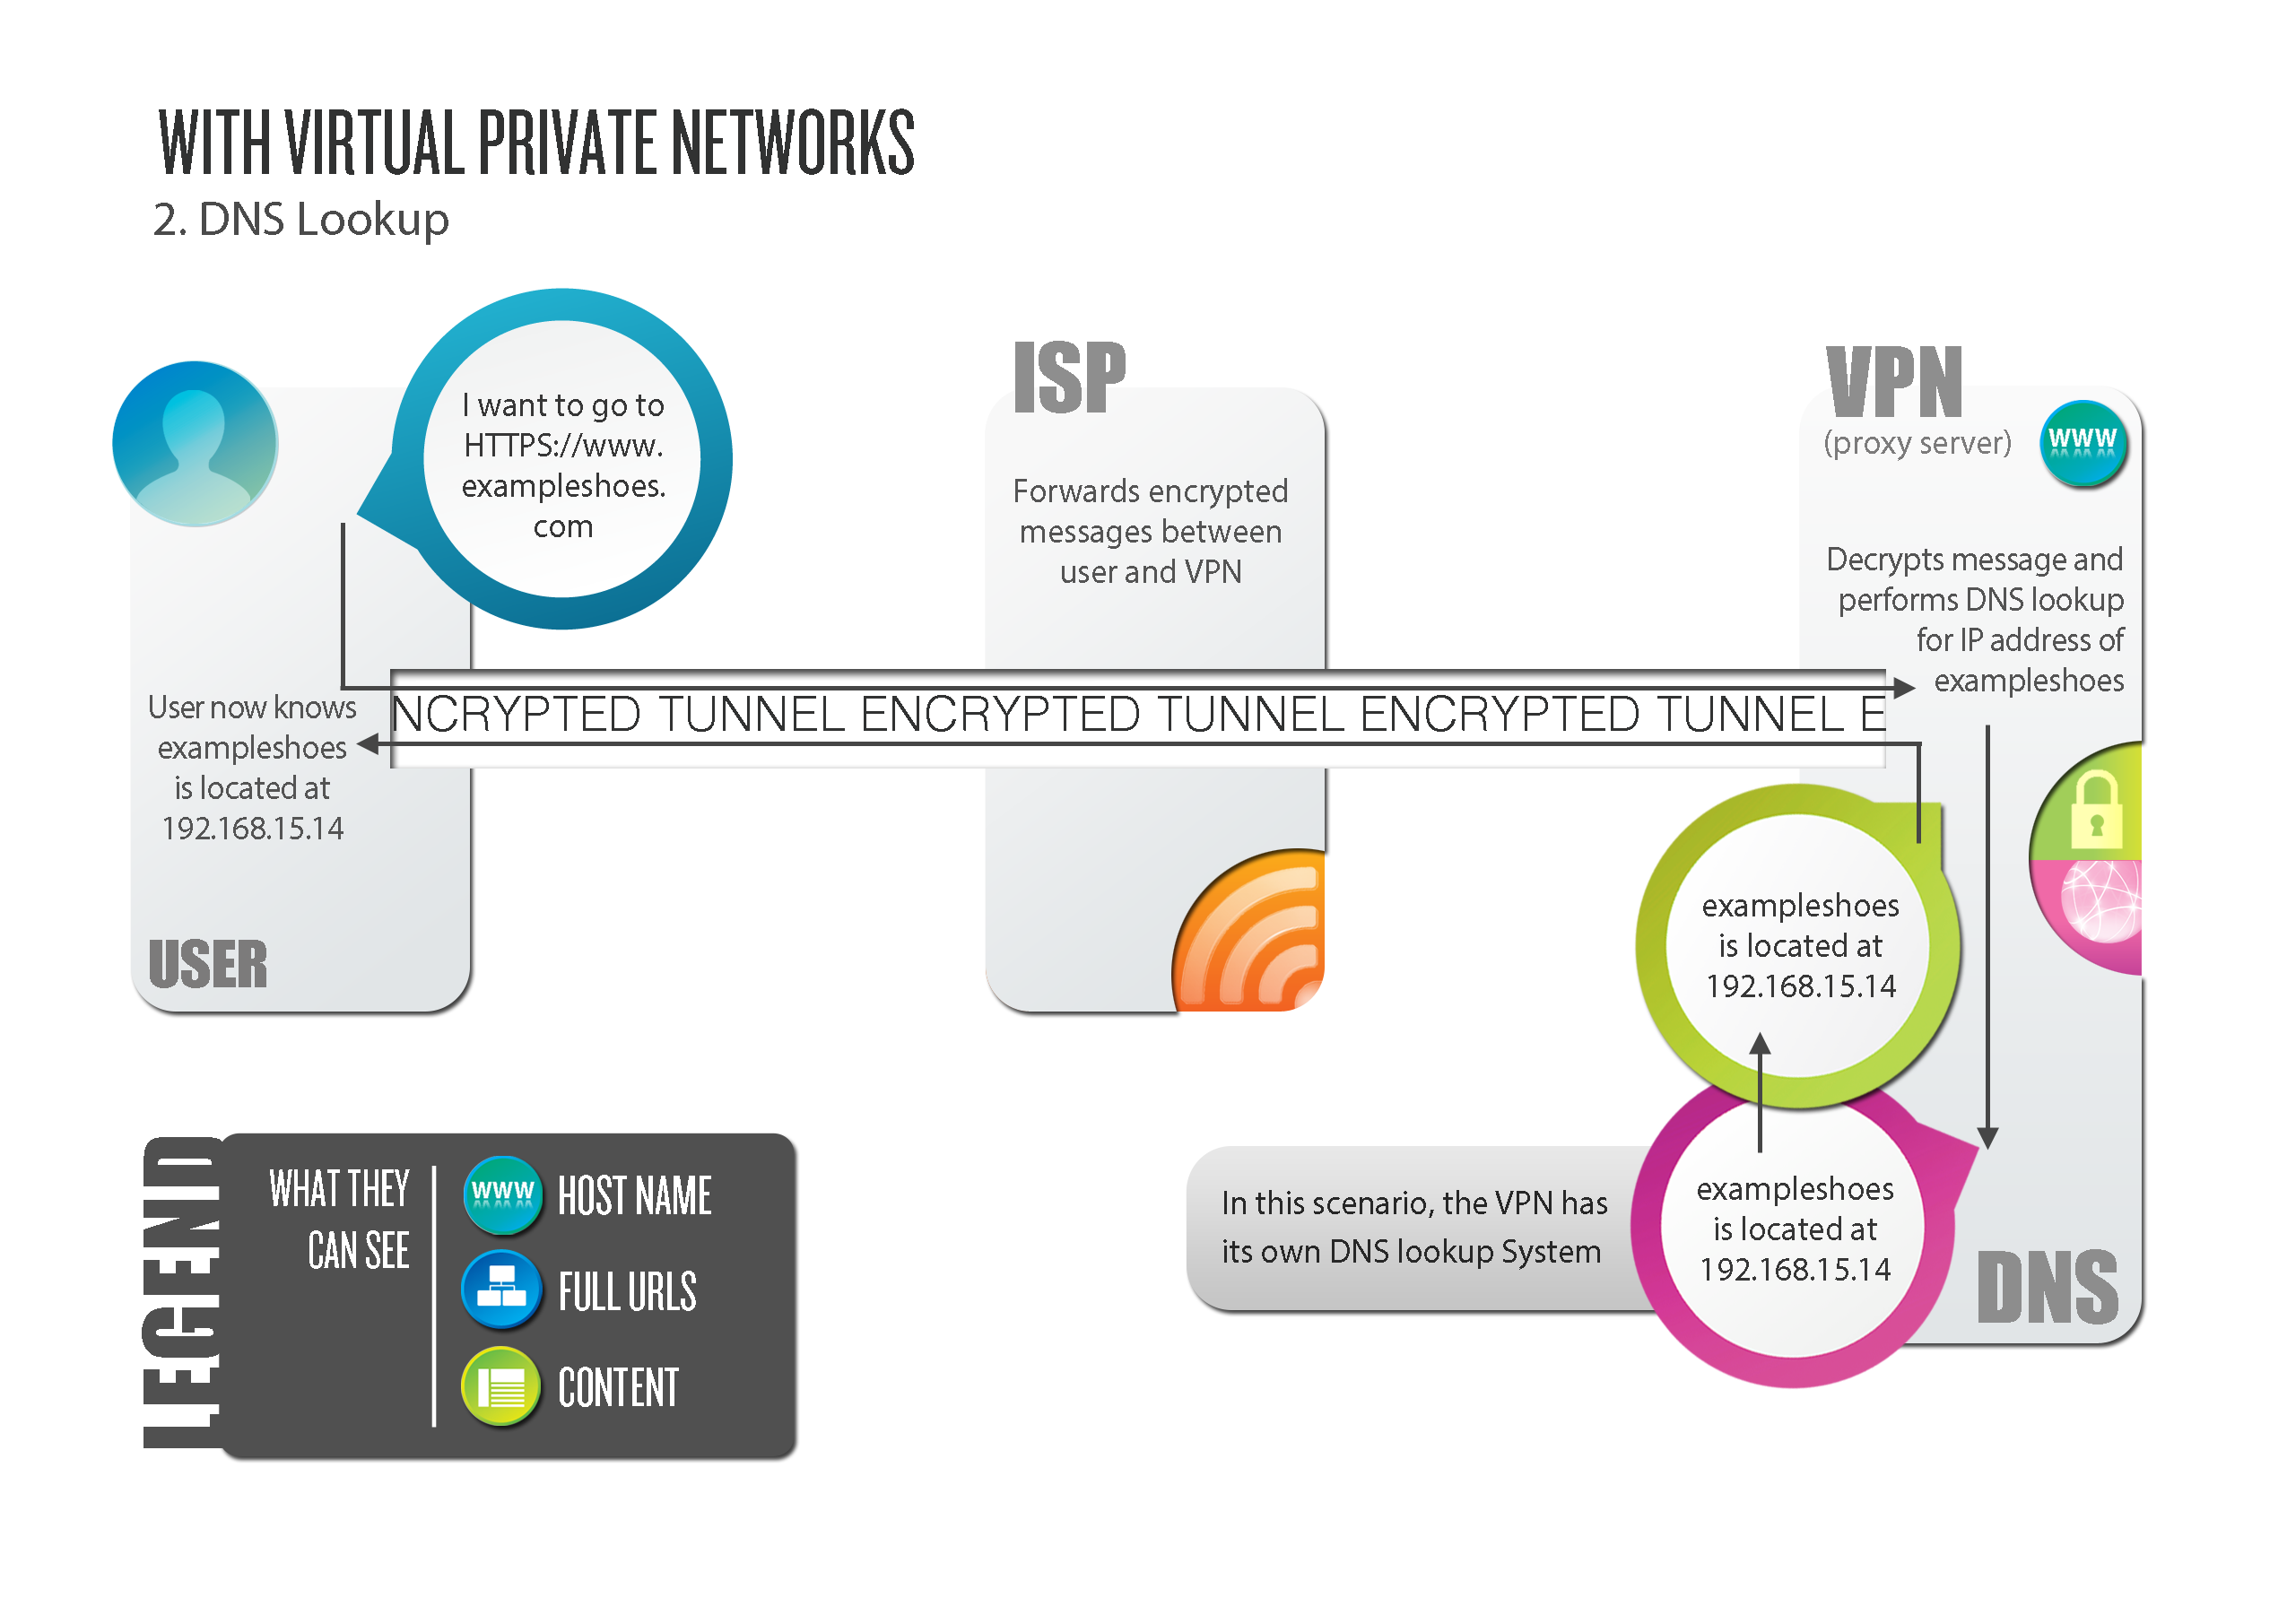 WITH VIRTUAL PRIVATE NETWORKS
2. DNS Lookup
I want to go to
HTTPS://www.
exampleshoes.
com
User now knows
exampleshoes
is located at
192.168.15.14
USER
ISP
Forwards encrypted
messages between
user and VPN
NCRYPTED TUNNEL ENCRYPTED TUNNEL ENCRYPTED TUNNEL E
VPN
(proxy server)
WWW
Decrypts message and
performs DNS lookup
for IP address of
exampleshoes
exampleshoes
is located at
192.168.15.14
In this scenario, the VPN has
its own DNS lookup System
exampleshoes
is located at
192.168.15.14
DNS
LEGEND
WHAT THEY
CAN SEE
WWW HOST NAME
FULL URLS
CONTENT